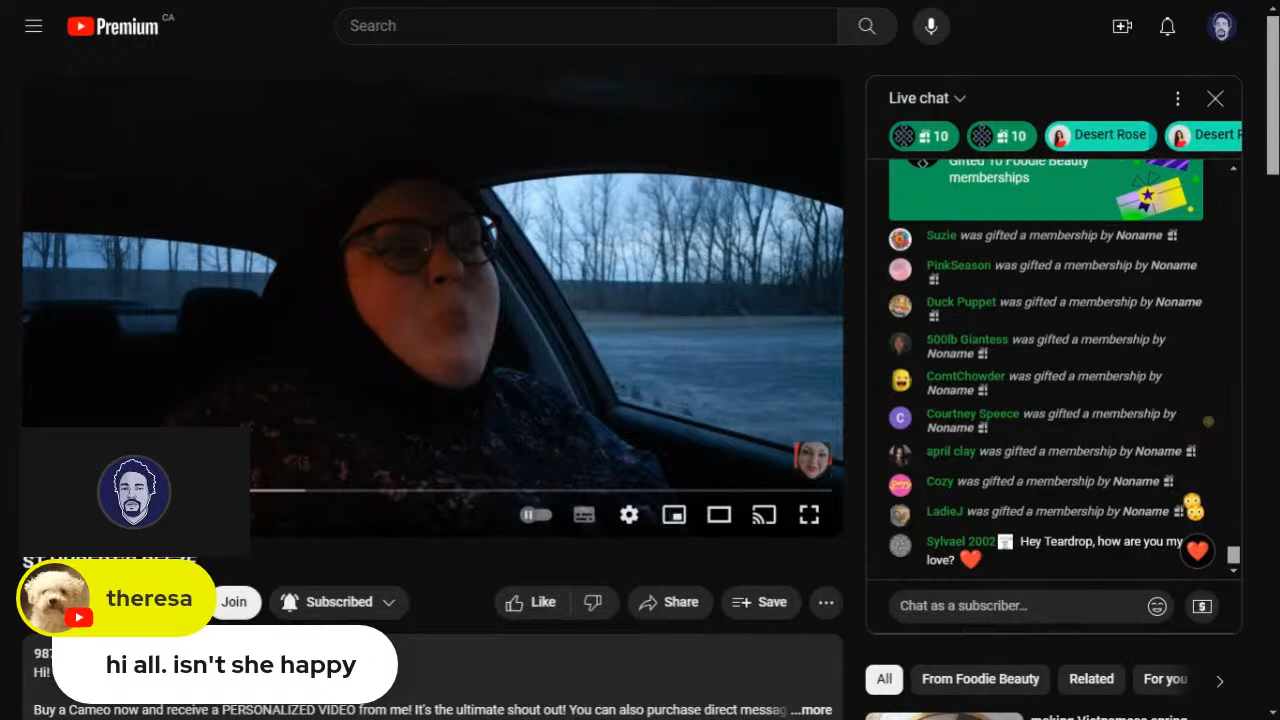 Premium CA
Search
Live chat
10
10
Desert Rose
Desert R
Gifted 10 Foodie Beauty
memberships
Suzie was gifted a membership by Noname
PinkSeason was gifted a membership by Noname
Duck Puppet was gifted a membership by Noname
500lb Giantess was gifted a membership by
Noname
ComtChowder was gifted a membership by
Noname
C
Courtney Speece was gifted a membership by
Noname
april clay was gifted a membership by Noname
Cozy was gifted a membership by Noname
LadieJ was gifted a membership by Noname
Sylvael 2002 Hey Teardrop, how are you my
love?
Chat as a subscriber...
theresa
Join
Subscribed
Like
Share
Save
hi all. isn't she happy
987
Hi!
Buy a Cameo now and receive a PERSONALIZED VIDEO from me! It's the ultimate shout out! You can also purchase direct messag ...more
All
From Foodie Beauty
Related
For you
making Vietnamese spring